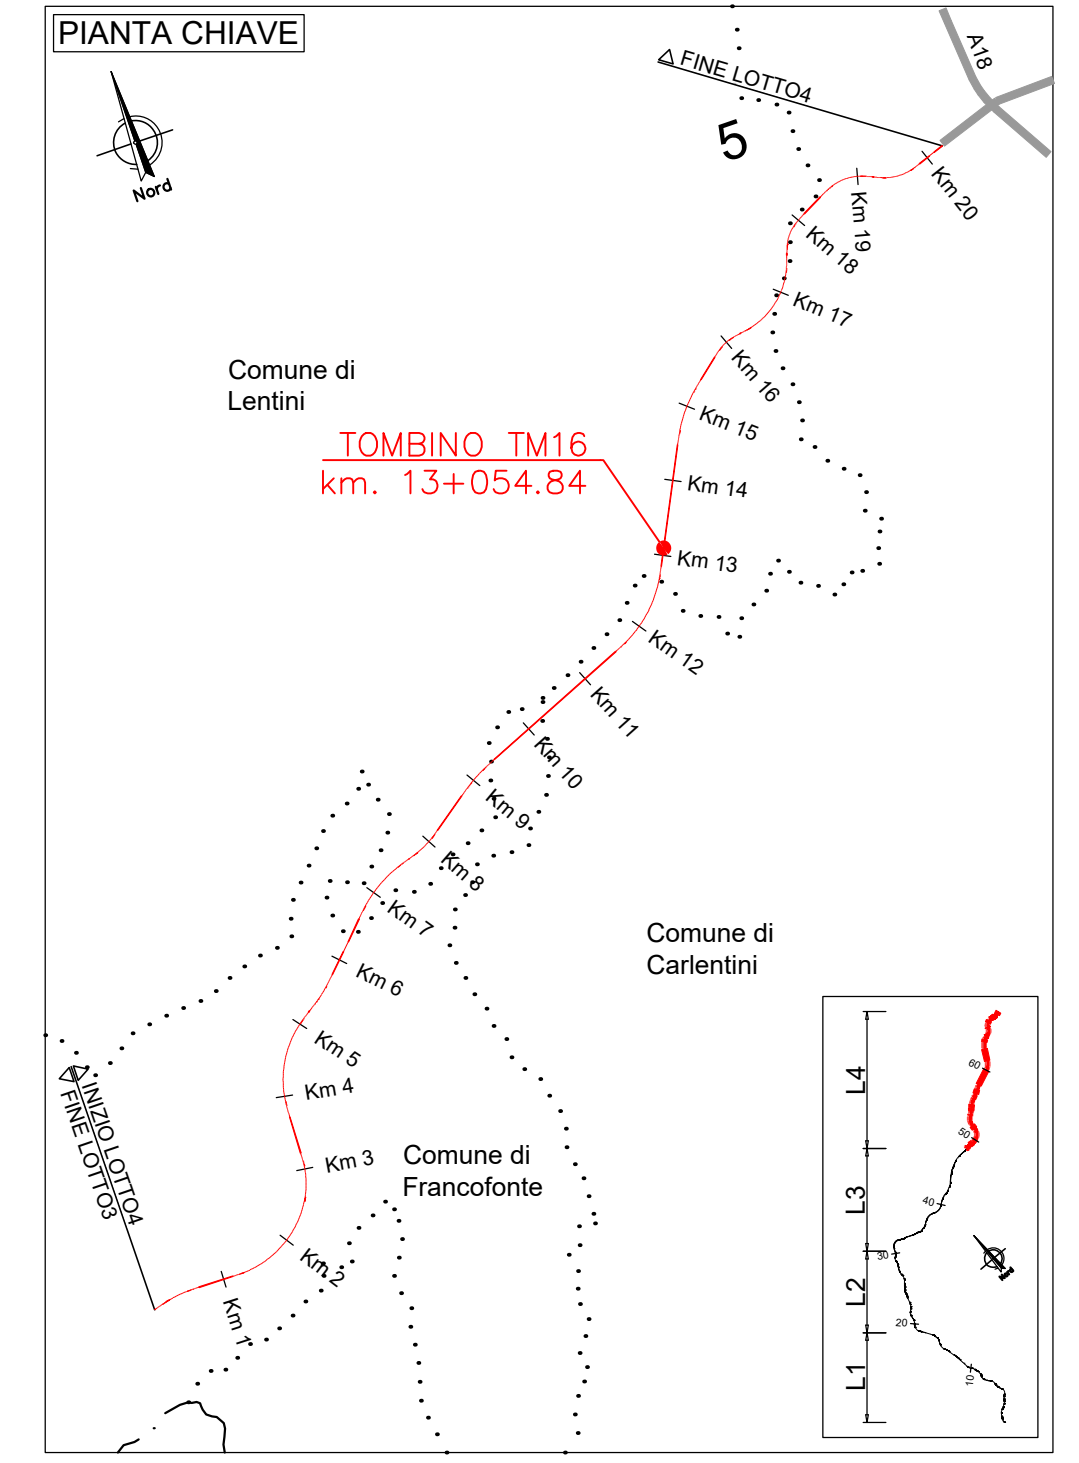 PIANTA CHIAVE
A18
FINE LOTTO4
5
Nord
Km 20
Km 19
Km 18
Km 17
Comune di
Lentini
Km 16
Km 15
TOMBINO TM16
km. 13+054.84
Km 14
Km 13
Km 12
Km 11
Km 10
Km 9
Km 8
Km 7
Comune di
Carlentini
Km 6
Km 5
Km 4
INIZIO LOTTO4
FINE LOTTO3
Km 3
Comune di
Francofonte
Km 2
Km 1
L4
60
50
L3
40
30
Nord
L2
20
L1
10